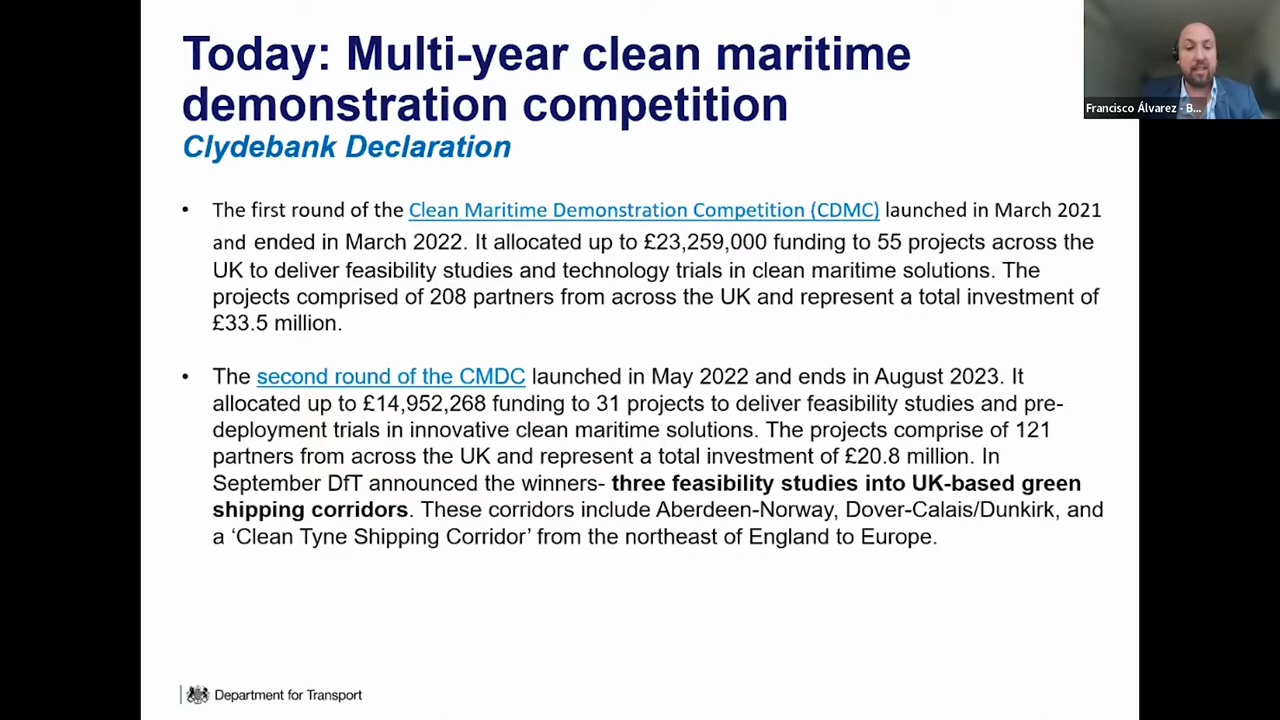 Today: Multi-year clean maritime
demonstration competition
Clydebank Declaration
Francisco Álvarez - B...
• The first round of the Clean Maritime Demonstration Competition (CDMC) launched in March 2021
and ended in March 2022. It allocated up to £23,259,000 funding to 55 projects across the
UK to deliver feasibility studies and technology trials in clean maritime solutions. The
projects comprised of 208 partners from across the UK and represent a total investment of
£33.5 million.
• The second round of the CMDC launched in May 2022 and ends in August 2023. It
allocated up to £14,952,268 funding to 31 projects to deliver feasibility studies and pre-
deployment trials in innovative clean maritime solutions. The projects comprise of 121
partners from across the UK and represent a total investment of £20.8 million. In
September DfT announced the winners- three feasibility studies into UK-based green
shipping corridors. These corridors include Aberdeen-Norway, Dover-Calais/Dunkirk, and
a ‘Clean Tyne Shipping Corridor’ from the northeast of England to Europe.
Department for Transport